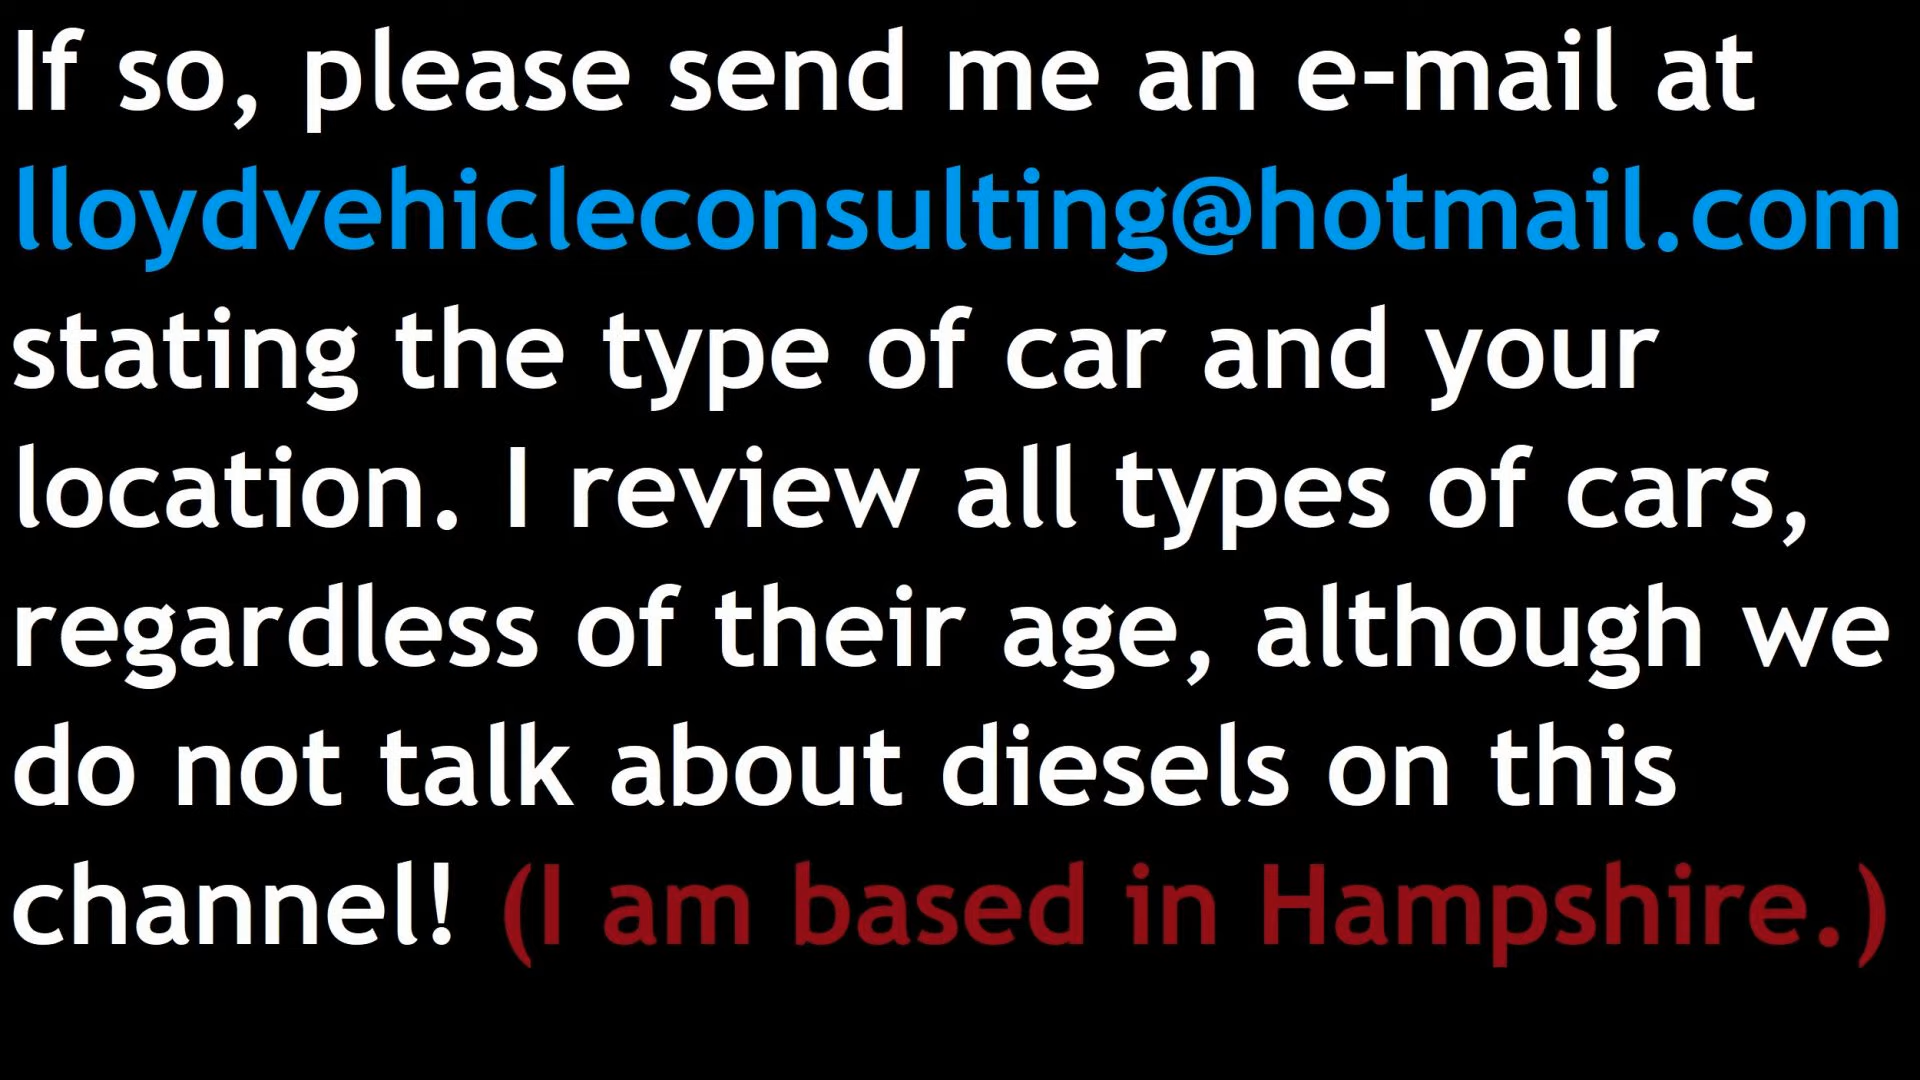 If so, please send me an e-mail at
lloydvehicleconsulting@hotmail.com
stating the type of car and your
location. I review all types of cars,
regardless of their age, although we
do not talk about diesels on this
channel! (I am based in Hampshire.)